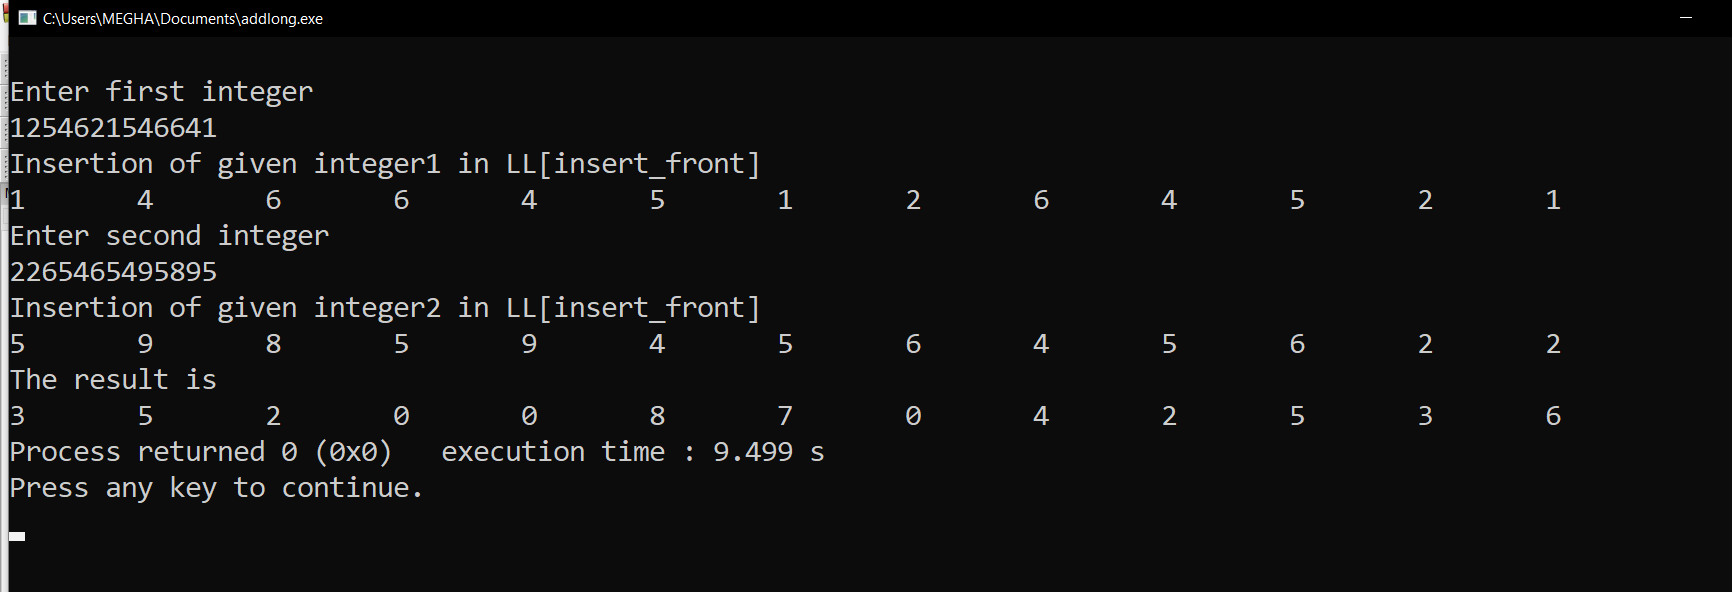 C:\Users\MEGHA\Documents\addlong.exe
Enter first integer
1254621546641
Insertion of given integer1 in LL[insert_front]
1 4 6 6 4 5 1 2 6 4 5 2 1
Enter second integer
2265465495895
Insertion of given integer2 in LL[insert_front]
5 9 8 5 9 4 5 6 4 5 6 2 2
The result is
3 5 2 0 0 8 7 0 4 2 5 3 6
Process returned 0 (0x0)   execution time : 9.499 s
Press any key to continue.